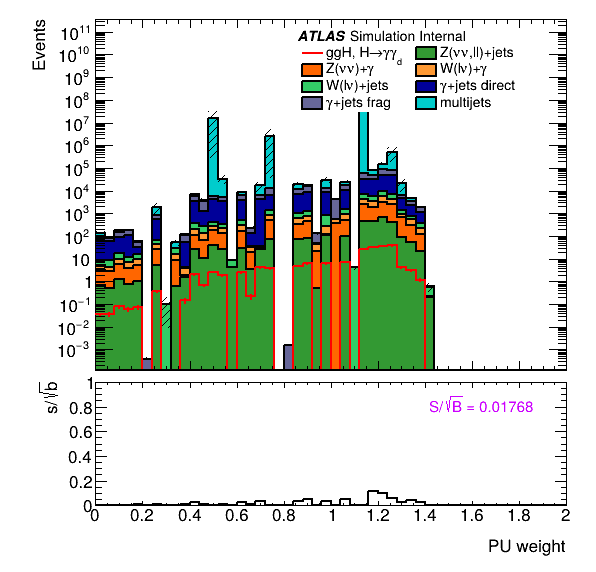 Events
ATLAS Simulation Internal
ggH, H→γγd
Z(νν,ll)+jets
Z(νν)+γ
W(lν)+γ
W(lν)+jets
γ+jets direct
γ+jets frag
multijets
10¹¹
10¹⁰
10⁹
10⁸
10⁷
10⁶
10⁵
10⁴
10³
10²
10
1
10⁻¹
10⁻²
10⁻³
s/√b
S/√B = 0.01768
1
0.8
0.6
0.4
0.2
0
0 0.2 0.4 0.6 0.8 1 1.2 1.4 1.6 1.8 2
PU weight